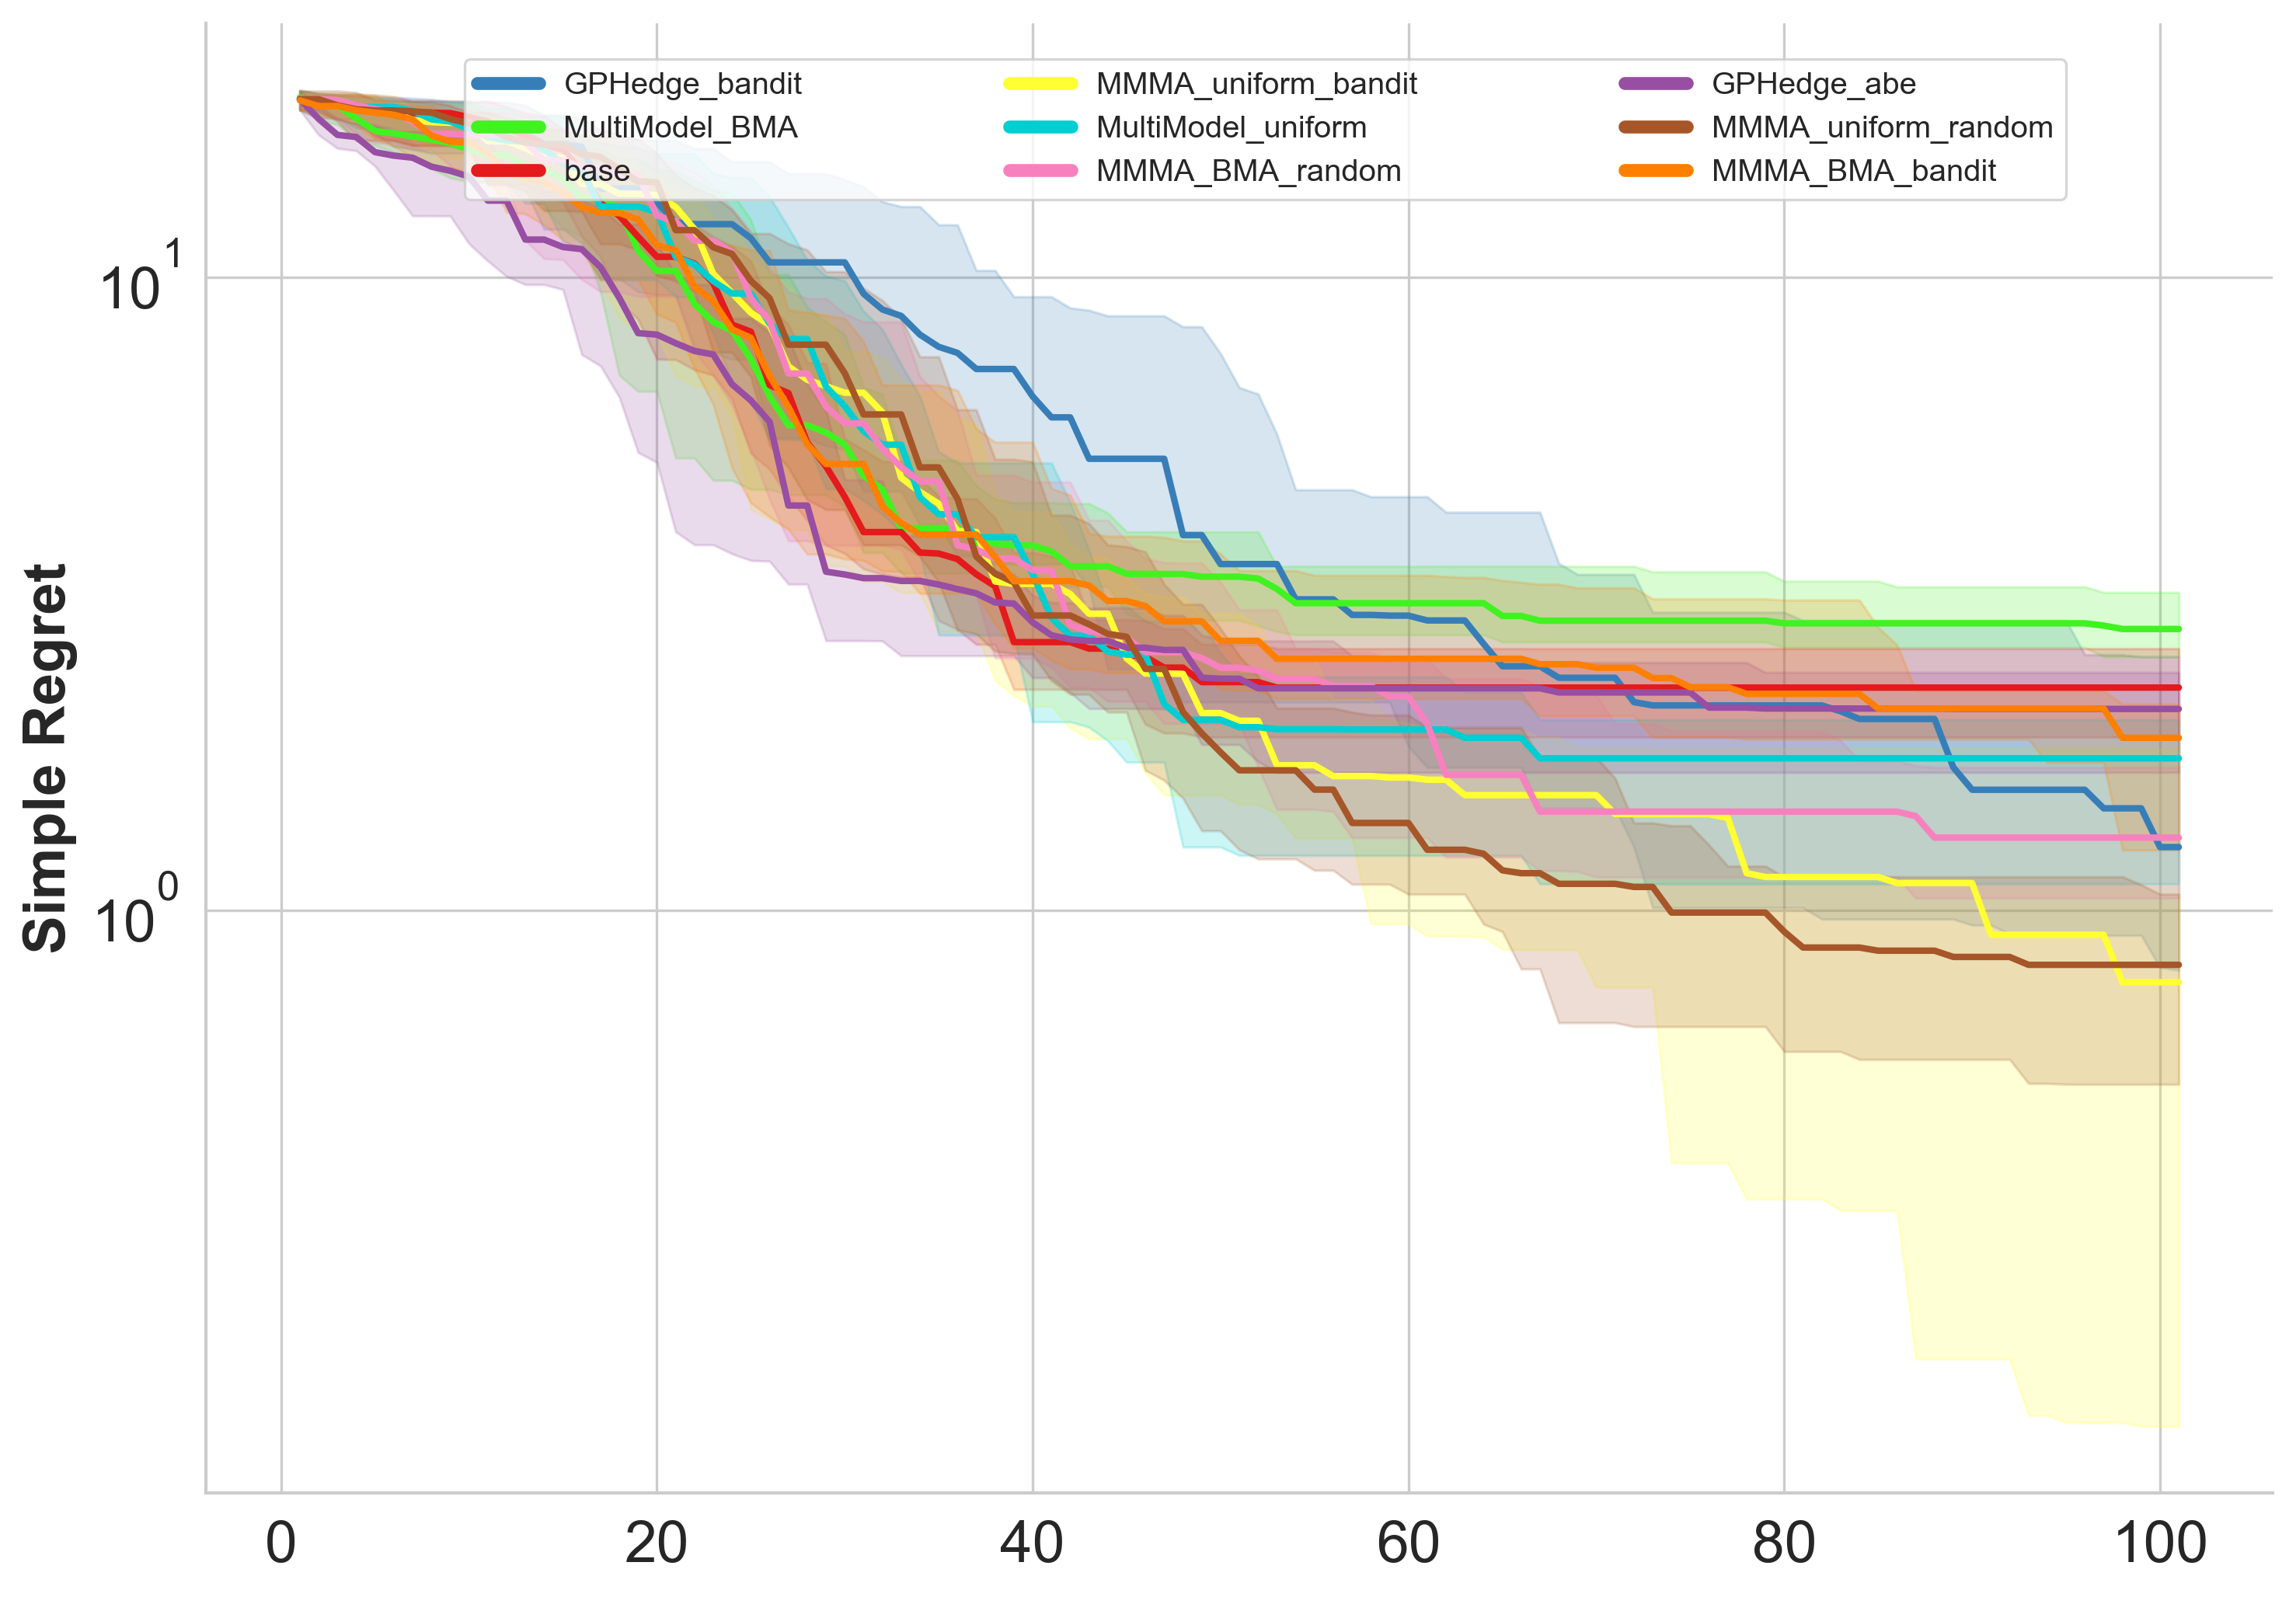 GPHedge_bandit
MultiModel_BMA
base
MMMA_uniform_bandit
MultiModel_uniform
MMMA_BMA_random
GPHedge_abe
MMMA_uniform_random
MMMA_BMA_bandit
Simple Regret
10^1
10^0
0 20 40 60 80 100